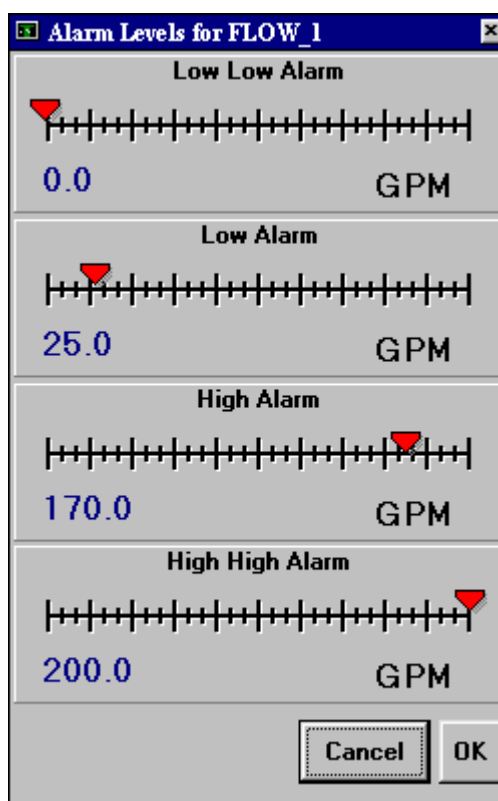 Alarm Levels for FLOW_1
Low Low Alarm
0.0 GPM
Low Alarm
25.0 GPM
High Alarm
170.0 GPM
High High Alarm
200.0 GPM
Cancel OK